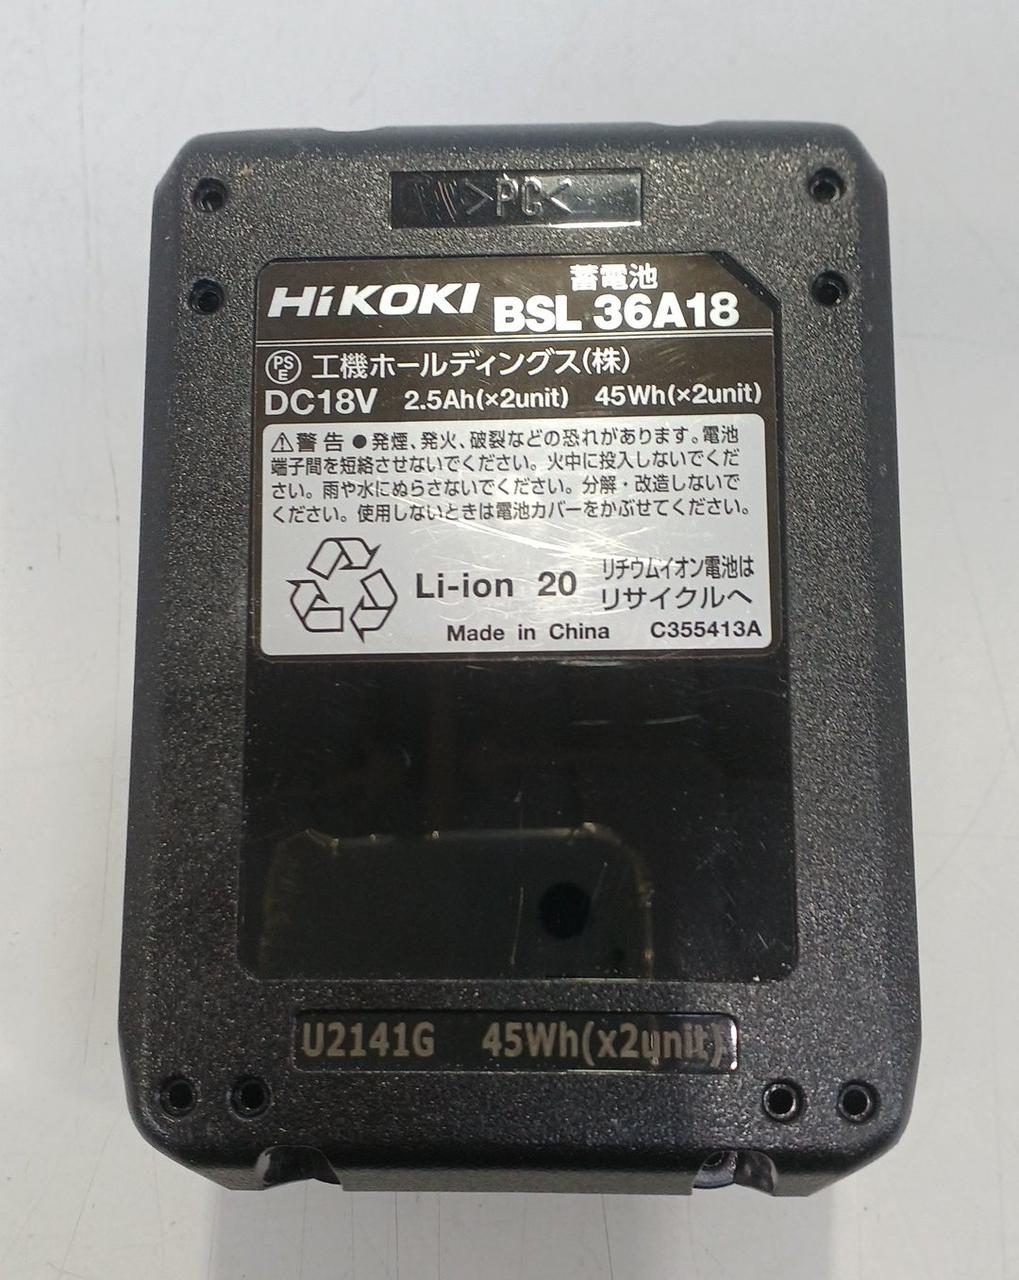 >PC<
HiKOKI 蓄電池
BSL 36A18
PSE 工機ホールディングス(株)
DC18V 2.5Ah(×2unit) 45Wh(×2unit)
⚠警告 ●発煙、発火、破裂などの恐れがあります。電池
端子間を短絡させないでください。火中に投入しないでくだ
さい。雨や水にぬらさないでください。分解・改造しないで
ください。使用しないときは電池カバーをかぶせてください。
Li-ion 20 リチウムイオン電池は
リサイクルへ
Made in China C355413A
U2141G 45Wh(x2unit)